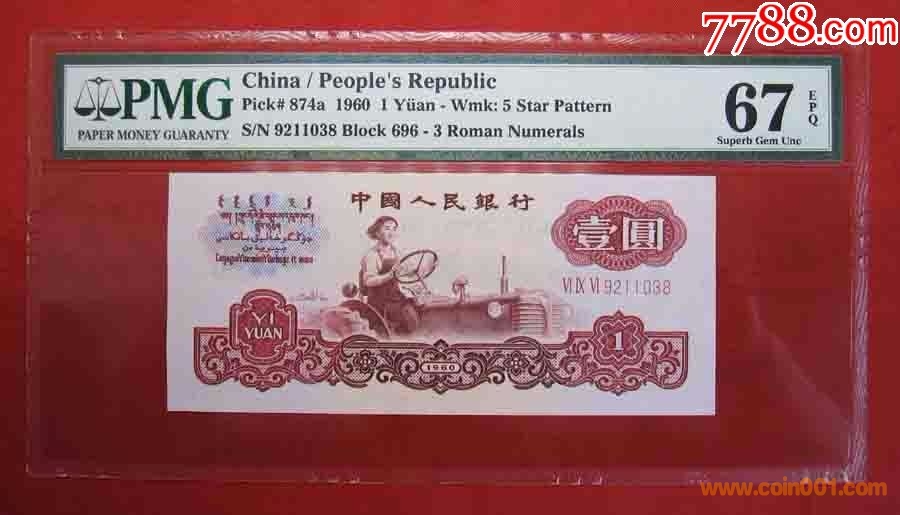 7788.com
China / People's Republic
Pick# 874a 1960 1 Yüan - Wmk: 5 Star Pattern
S/N 9211038 Block 696 - 3 Roman Numerals
PMG
PAPER MONEY GUARANTY
67 EPQ
Superb Gem Unc
中國人民銀行
壹圓
VI IX VI 9211038
YI
YUAN
1
1960
www.coin001.com